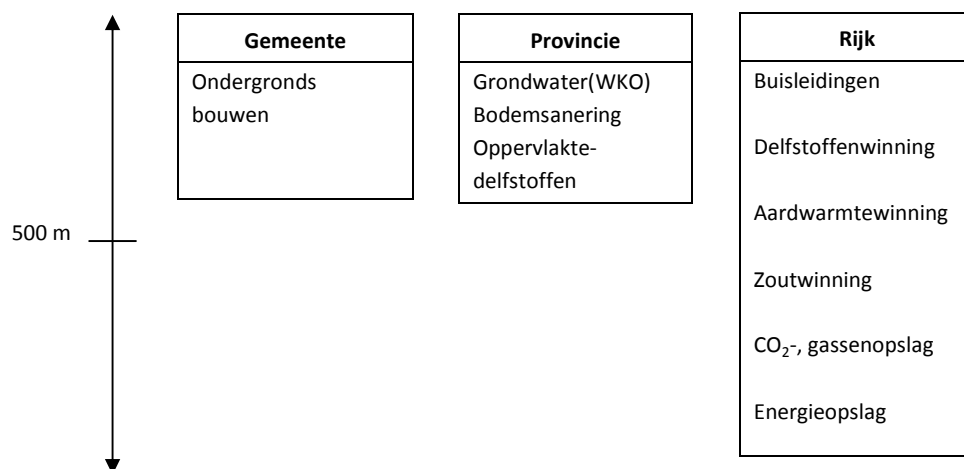 Gemeente
Ondergronds
bouwen
Provincie
Grondwater(WKO)
Bodemsanering
Oppervlakte-
delfstoffen
Rijk
Buisleidingen
Delfstoffenwinning
Aardwarmtewinning
Zoutwinning
CO₂-, gassenopslag
Energieopslag
500 m